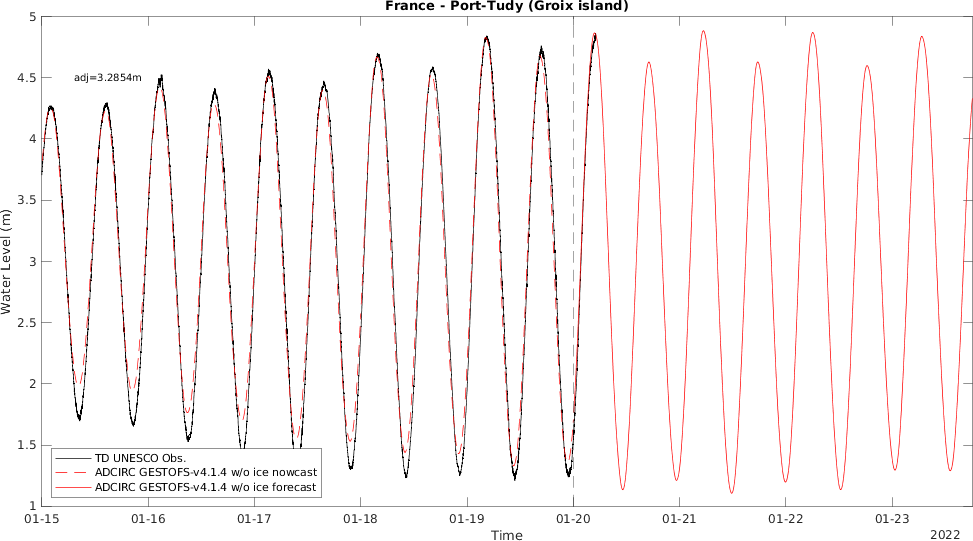 France - Port-Tudy (Groix island)
5
4.5
4
3.5
3
2.5
2
1.5
1
Water Level (m)
adj=3.2854m
TD UNESCO Obs.
ADCIRC GESTOFS-v4.1.4 w/o ice nowcast
ADCIRC GESTOFS-v4.1.4 w/o ice forecast
01-15 01-16 01-17 01-18 01-19 01-20 01-21 01-22 01-23
Time
2022